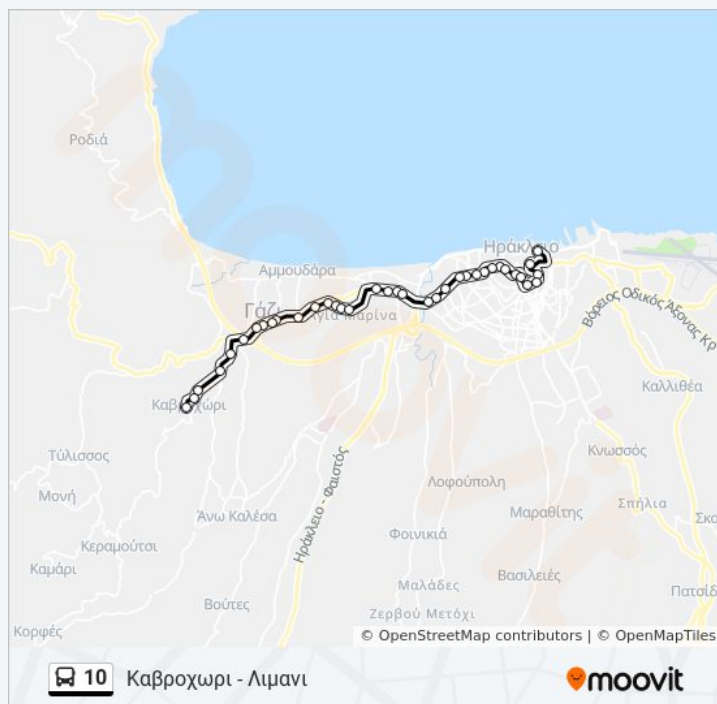 Ροδιά
Ηράκλειο
Αμμουδάρα
Γάζι
Αγία Μαρίνα
Βόρειος Οδικός Άξονας Κρ
Καλλιθέα
Καβροχώρι
Τύλισσος
Κνωσσός
Μονή
Λοφούπολη
Σπήλια
Άνω Καλέσα
Ηράκλειο - Φαιστός
Μαραθίτης
Σκο
Κεραμούτσι
Φοινικιά
Καμάρι
Βασιλειές
Μαλάδες
Πατσίδ
Βούτες
Ζερβού Μετόχι
Κορφές
© OpenStreetMap contributors | © OpenMapTiles
10 Καβροχωρι - Λιμανι
moovit